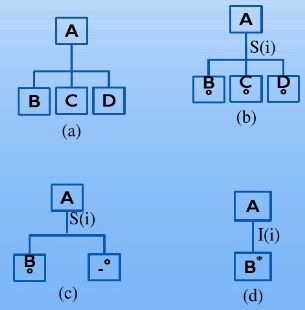 A
B C D
(a)
A
S(i)
B° C° D°
(b)
A
S(i)
B° -°
(c)
A
I(i)
B*
(d)